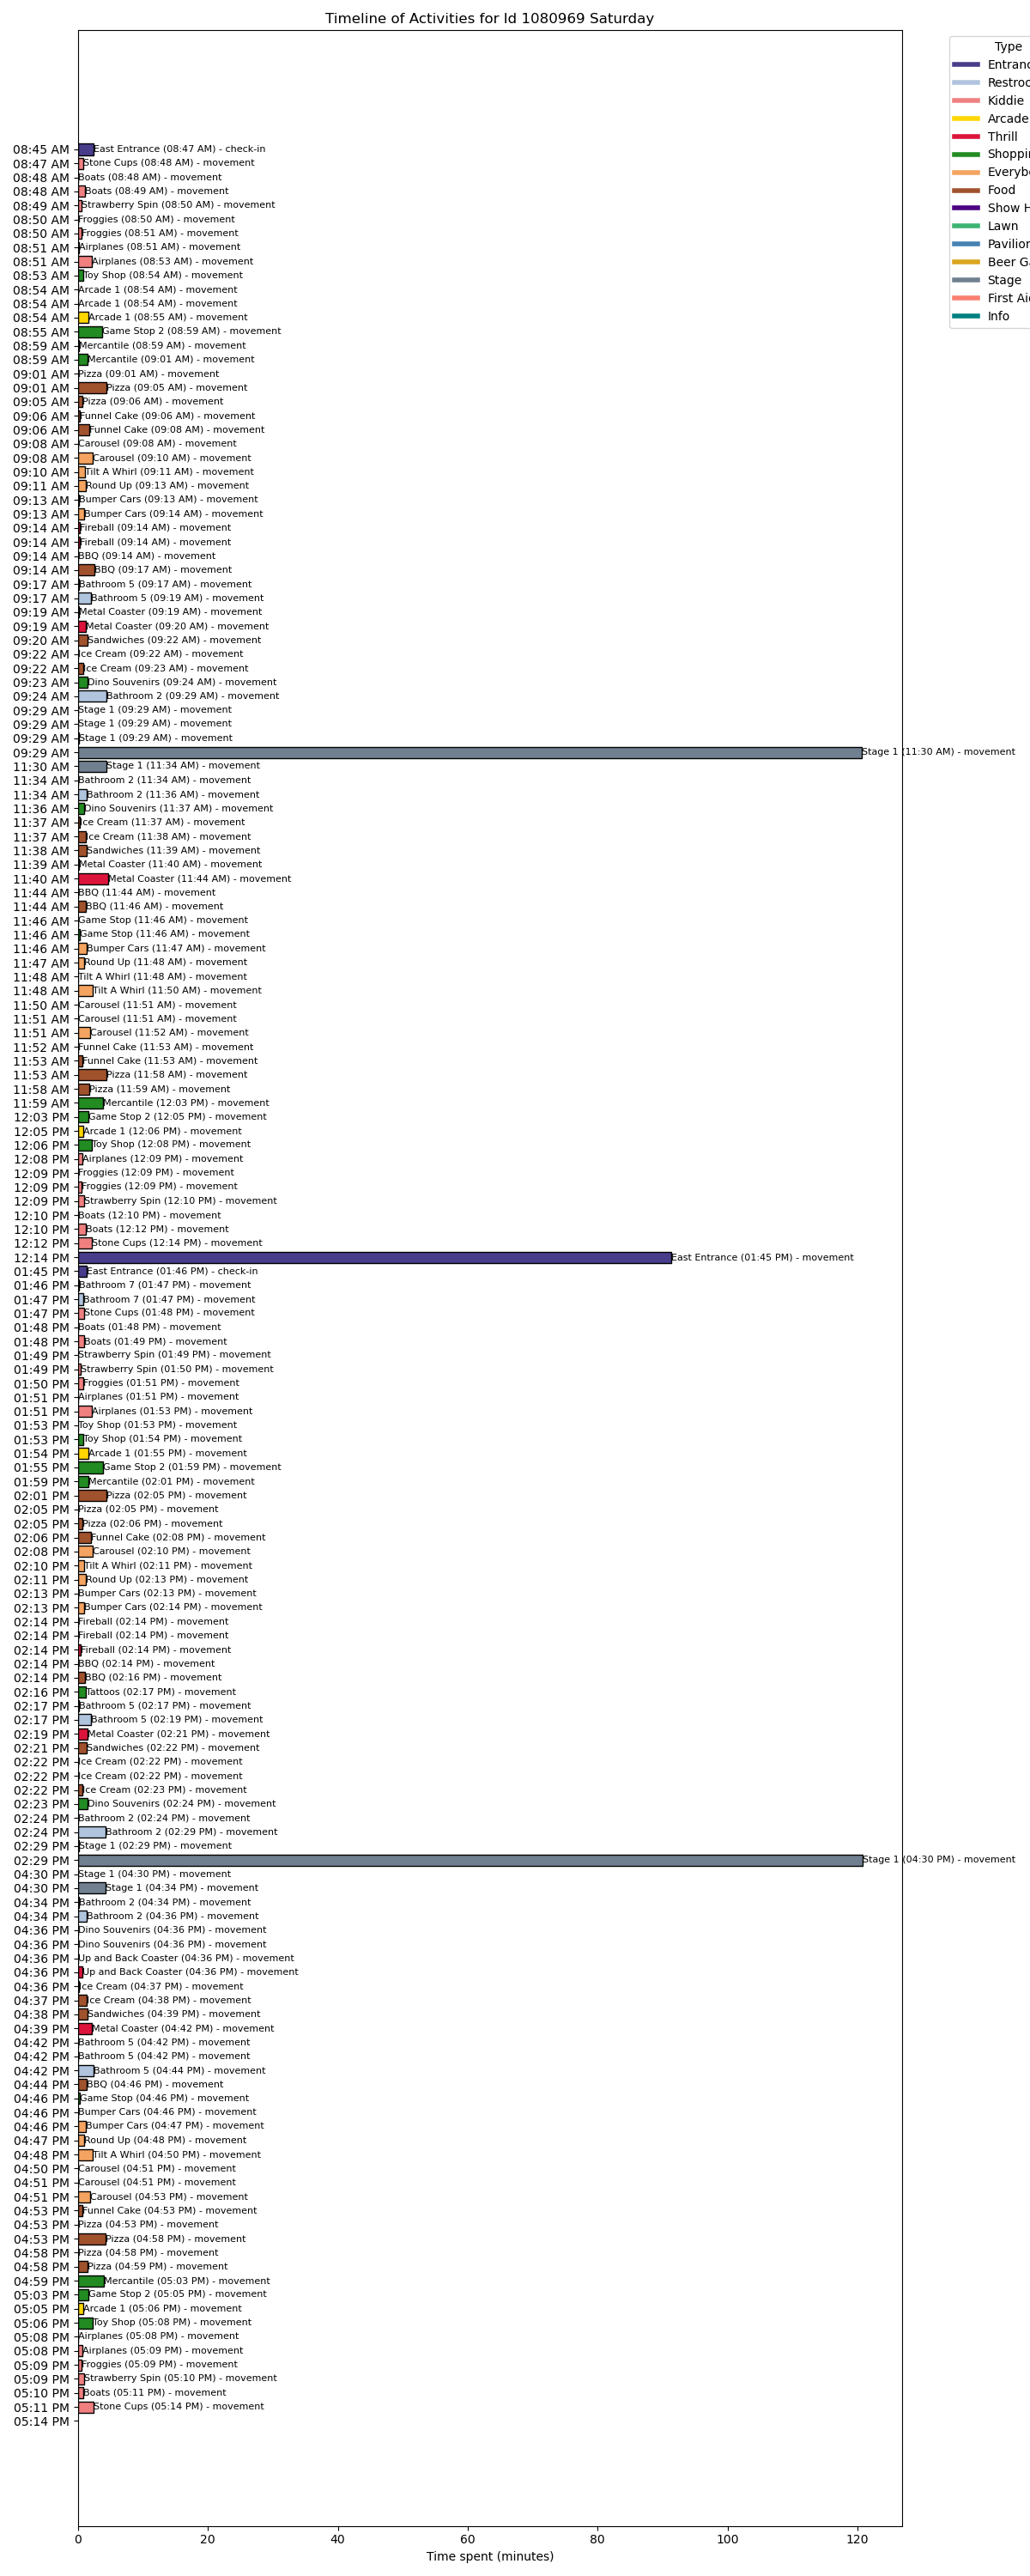 Timeline of Activities for Id 1080969 Saturday
Type
Entranc
Restroo
Kiddie
Arcade
Thrill
Shoppi
Everyb
Food
Show H
Lawn
Pavilion
Beer Ga
Stage
First Aid
Info
08:45 AM East Entrance (08:47 AM) - check-in
08:47 AM Stone Cups (08:48 AM) - movement
08:48 AM Boats (08:48 AM) - movement
08:48 AM Boats (08:49 AM) - movement
08:49 AM Strawberry Spin (08:50 AM) - movement
08:50 AM Froggies (08:50 AM) - movement
08:50 AM Froggies (08:51 AM) - movement
08:51 AM Airplanes (08:51 AM) - movement
08:51 AM Airplanes (08:53 AM) - movement
08:53 AM Toy Shop (08:54 AM) - movement
08:54 AM Arcade 1 (08:54 AM) - movement
08:54 AM Arcade 1 (08:54 AM) - movement
08:54 AM Arcade 1 (08:55 AM) - movement
08:55 AM Game Stop 2 (08:59 AM) - movement
08:59 AM Mercantile (08:59 AM) - movement
08:59 AM Mercantile (09:01 AM) - movement
09:01 AM Pizza (09:01 AM) - movement
09:01 AM Pizza (09:05 AM) - movement
09:05 AM Pizza (09:06 AM) - movement
09:06 AM Funnel Cake (09:06 AM) - movement
09:06 AM Funnel Cake (09:08 AM) - movement
09:08 AM Carousel (09:08 AM) - movement
09:08 AM Carousel (09:10 AM) - movement
09:10 AM Tilt A Whirl (09:11 AM) - movement
09:11 AM Round Up (09:13 AM) - movement
09:13 AM Bumper Cars (09:13 AM) - movement
09:13 AM Bumper Cars (09:14 AM) - movement
09:14 AM Fireball (09:14 AM) - movement
09:14 AM Fireball (09:14 AM) - movement
09:14 AM BBQ (09:14 AM) - movement
09:14 AM BBQ (09:17 AM) - movement
09:17 AM Bathroom 5 (09:17 AM) - movement
09:17 AM Bathroom 5 (09:19 AM) - movement
09:19 AM Metal Coaster (09:19 AM) - movement
09:19 AM Metal Coaster (09:20 AM) - movement
09:20 AM Sandwiches (09:22 AM) - movement
09:22 AM Ice Cream (09:22 AM) - movement
09:22 AM Ice Cream (09:23 AM) - movement
09:23 AM Dino Souvenirs (09:24 AM) - movement
09:24 AM Bathroom 2 (09:29 AM) - movement
09:29 AM Stage 1 (09:29 AM) - movement
09:29 AM Stage 1 (09:29 AM) - movement
09:29 AM Stage 1 (09:29 AM) - movement
09:29 AM Stage 1 (11:30 AM) - movement
11:30 AM Stage 1 (11:34 AM) - movement
11:34 AM Bathroom 2 (11:34 AM) - movement
11:34 AM Bathroom 2 (11:36 AM) - movement
11:36 AM Dino Souvenirs (11:37 AM) - movement
11:37 AM Ice Cream (11:37 AM) - movement
11:37 AM Ice Cream (11:38 AM) - movement
11:38 AM Sandwiches (11:39 AM) - movement
11:39 AM Metal Coaster (11:40 AM) - movement
11:40 AM Metal Coaster (11:44 AM) - movement
11:44 AM BBQ (11:44 AM) - movement
11:44 AM BBQ (11:46 AM) - movement
11:46 AM Game Stop (11:46 AM) - movement
11:46 AM Game Stop (11:46 AM) - movement
11:46 AM Bumper Cars (11:47 AM) - movement
11:47 AM Round Up (11:48 AM) - movement
11:48 AM Tilt A Whirl (11:48 AM) - movement
11:48 AM Tilt A Whirl (11:50 AM) - movement
11:50 AM Carousel (11:51 AM) - movement
11:51 AM Carousel (11:51 AM) - movement
11:51 AM Carousel (11:52 AM) - movement
11:52 AM Funnel Cake (11:53 AM) - movement
11:53 AM Funnel Cake (11:53 AM) - movement
11:53 AM Pizza (11:58 AM) - movement
11:58 AM Pizza (11:59 AM) - movement
11:59 AM Mercantile (12:03 PM) - movement
12:03 PM Game Stop 2 (12:05 PM) - movement
12:05 PM Arcade 1 (12:06 PM) - movement
12:06 PM Toy Shop (12:08 PM) - movement
12:08 PM Airplanes (12:09 PM) - movement
12:09 PM Froggies (12:09 PM) - movement
12:09 PM Froggies (12:09 PM) - movement
12:09 PM Strawberry Spin (12:10 PM) - movement
12:10 PM Boats (12:10 PM) - movement
12:10 PM Boats (12:12 PM) - movement
12:12 PM Stone Cups (12:14 PM) - movement
12:14 PM East Entrance (01:45 PM) - movement
01:45 PM East Entrance (01:46 PM) - check-in
01:46 PM Bathroom 7 (01:47 PM) - movement
01:47 PM Bathroom 7 (01:47 PM) - movement
01:47 PM Stone Cups (01:48 PM) - movement
01:48 PM Boats (01:48 PM) - movement
01:48 PM Boats (01:49 PM) - movement
01:49 PM Strawberry Spin (01:49 PM) - movement
01:49 PM Strawberry Spin (01:50 PM) - movement
01:50 PM Froggies (01:51 PM) - movement
01:51 PM Airplanes (01:51 PM) - movement
01:51 PM Airplanes (01:53 PM) - movement
01:53 PM Toy Shop (01:53 PM) - movement
01:53 PM Toy Shop (01:54 PM) - movement
01:54 PM Arcade 1 (01:55 PM) - movement
01:55 PM Game Stop 2 (01:59 PM) - movement
01:59 PM Mercantile (02:01 PM) - movement
02:01 PM Pizza (02:05 PM) - movement
02:05 PM Pizza (02:05 PM) - movement
02:05 PM Pizza (02:06 PM) - movement
02:06 PM Funnel Cake (02:08 PM) - movement
02:08 PM Carousel (02:10 PM) - movement
02:10 PM Tilt A Whirl (02:11 PM) - movement
02:11 PM Round Up (02:13 PM) - movement
02:13 PM Bumper Cars (02:13 PM) - movement
02:13 PM Bumper Cars (02:14 PM) - movement
02:14 PM Fireball (02:14 PM) - movement
02:14 PM Fireball (02:14 PM) - movement
02:14 PM Fireball (02:14 PM) - movement
02:14 PM BBQ (02:14 PM) - movement
02:14 PM BBQ (02:16 PM) - movement
02:16 PM Tattoos (02:17 PM) - movement
02:17 PM Bathroom 5 (02:17 PM) - movement
02:17 PM Bathroom 5 (02:19 PM) - movement
02:19 PM Metal Coaster (02:21 PM) - movement
02:21 PM Sandwiches (02:22 PM) - movement
02:22 PM Ice Cream (02:22 PM) - movement
02:22 PM Ice Cream (02:22 PM) - movement
02:22 PM Ice Cream (02:23 PM) - movement
02:23 PM Dino Souvenirs (02:24 PM) - movement
02:24 PM Bathroom 2 (02:24 PM) - movement
02:24 PM Bathroom 2 (02:29 PM) - movement
02:29 PM Stage 1 (02:29 PM) - movement
02:29 PM Stage 1 (04:30 PM) - movement
04:30 PM Stage 1 (04:30 PM) - movement
04:30 PM Stage 1 (04:34 PM) - movement
04:34 PM Bathroom 2 (04:34 PM) - movement
04:34 PM Bathroom 2 (04:36 PM) - movement
04:36 PM Dino Souvenirs (04:36 PM) - movement
04:36 PM Dino Souvenirs (04:36 PM) - movement
04:36 PM Up and Back Coaster (04:36 PM) - movement
04:36 PM Up and Back Coaster (04:36 PM) - movement
04:36 PM Ice Cream (04:37 PM) - movement
04:37 PM Ice Cream (04:38 PM) - movement
04:38 PM Sandwiches (04:39 PM) - movement
04:39 PM Metal Coaster (04:42 PM) - movement
04:42 PM Bathroom 5 (04:42 PM) - movement
04:42 PM Bathroom 5 (04:42 PM) - movement
04:42 PM Bathroom 5 (04:44 PM) - movement
04:44 PM BBQ (04:46 PM) - movement
04:46 PM Game Stop (04:46 PM) - movement
04:46 PM Bumper Cars (04:46 PM) - movement
04:46 PM Bumper Cars (04:47 PM) - movement
04:47 PM Round Up (04:48 PM) - movement
04:48 PM Tilt A Whirl (04:50 PM) - movement
04:50 PM Carousel (04:51 PM) - movement
04:51 PM Carousel (04:51 PM) - movement
04:51 PM Carousel (04:53 PM) - movement
04:53 PM Funnel Cake (04:53 PM) - movement
04:53 PM Pizza (04:53 PM) - movement
04:53 PM Pizza (04:58 PM) - movement
04:58 PM Pizza (04:58 PM) - movement
04:58 PM Pizza (04:59 PM) - movement
04:59 PM Mercantile (05:03 PM) - movement
05:03 PM Game Stop 2 (05:05 PM) - movement
05:05 PM Arcade 1 (05:06 PM) - movement
05:06 PM Toy Shop (05:08 PM) - movement
05:08 PM Airplanes (05:08 PM) - movement
05:08 PM Airplanes (05:09 PM) - movement
05:09 PM Froggies (05:09 PM) - movement
05:09 PM Strawberry Spin (05:10 PM) - movement
05:10 PM Boats (05:11 PM) - movement
05:11 PM Stone Cups (05:14 PM) - movement
05:14 PM
0 20 40 60 80 100 120
Time spent (minutes)